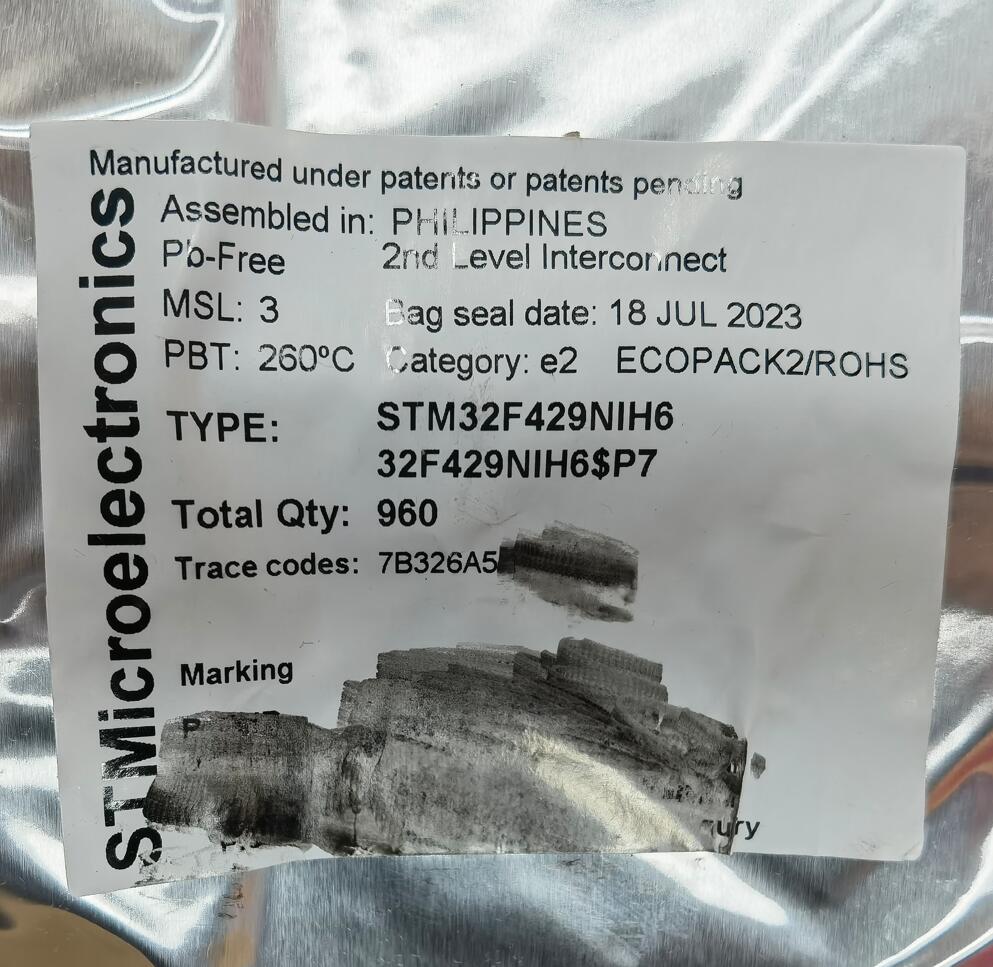 STMicroelectronics
Manufactured under patents or patents pending
Assembled in: PHILIPPINES
Pb-Free 2nd Level Interconnect
MSL: 3 Bag seal date: 18 JUL 2023
PBT: 260ºC Category: e2 ECOPACK2/ROHS
TYPE: STM32F429NIH6
32F429NIH6$P7
Total Qty: 960
Trace codes: 7B326A5
Marking
P